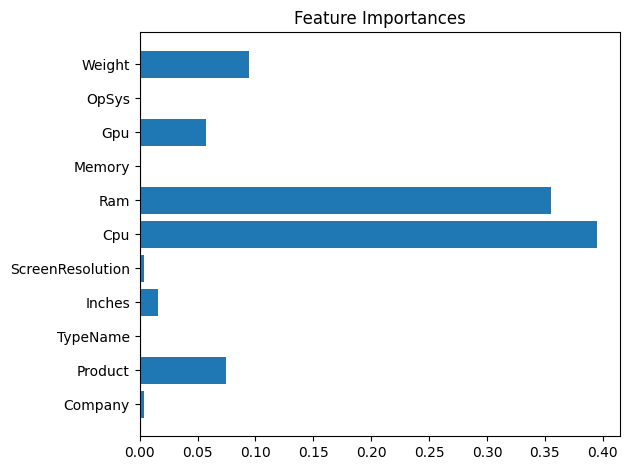 Feature Importances
Weight
OpSys
Gpu
Memory
Ram
Cpu
ScreenResolution
Inches
TypeName
Product
Company
0.00 0.05 0.10 0.15 0.20 0.25 0.30 0.35 0.40